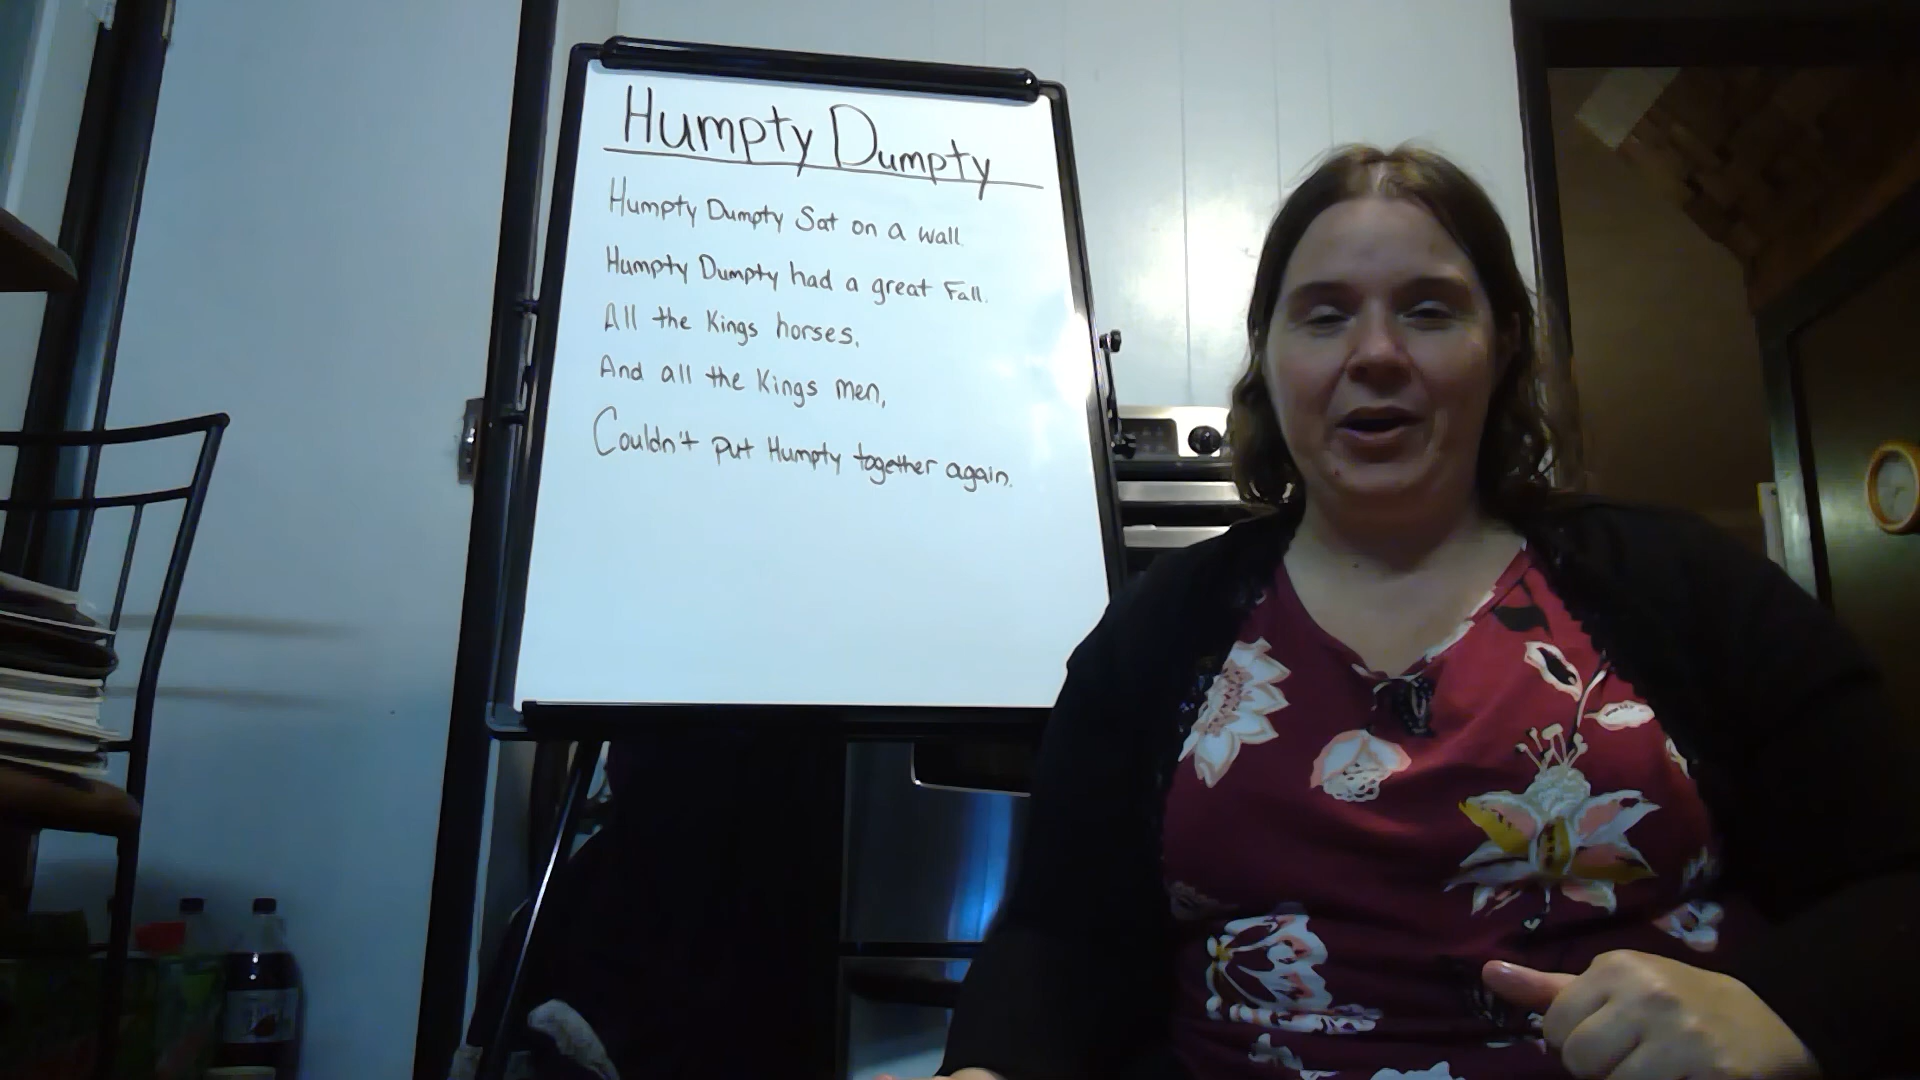 Humpty Dumpty
Humpty Dumpty Sat on a wall.
Humpty Dumpty had a great Fall.
All the Kings horses,
And all the Kings men,
Couldn't put Humpty together again.